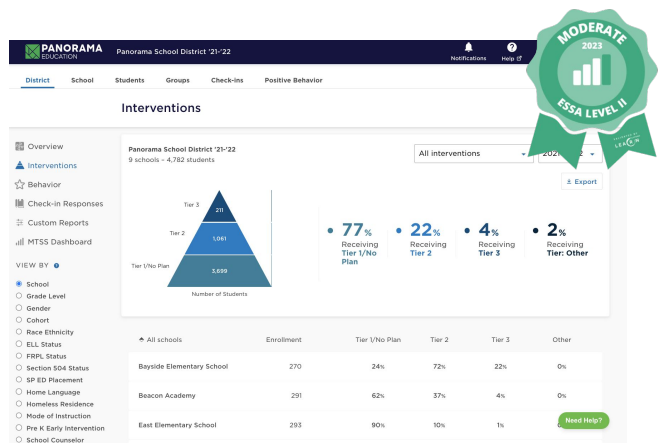 PANORAMA
EDUCATION
Panorama School District '21-'22
Notifications
Help
MODERATE
2023
ESSA LEVEL II
District
School
Students
Groups
Check-ins
Positive Behavior
Interventions
Overview
Interventions
Behavior
Check-in Responses
Custom Reports
MTSS Dashboard
VIEW BY
School
Grade Level
Gender
Cohort
Race Ethnicity
ELL Status
FRPL Status
Section 504 Status
SP ED Placement
Home Language
Homeless Residence
Mode of Instruction
Pre K Early Intervention
School Counselor
Panorama School District '21-'22
9 schools – 4,782 students
All interventions
Export
Tier 3
211
Tier 2
1,061
Tier 1/No Plan
3,699
Number of Students
77%
Receiving
Tier 1/No
Plan
22%
Receiving
Tier 2
4%
Receiving
Tier 3
2%
Receiving
Tier: Other
All schools Enrollment Tier 1/No Plan Tier 2 Tier 3 Other
Bayside Elementary School 270 24% 72% 22% 0%
Beacon Academy 291 62% 37% 4% 0%
East Elementary School 293 90% 10% 1%
Need Help?